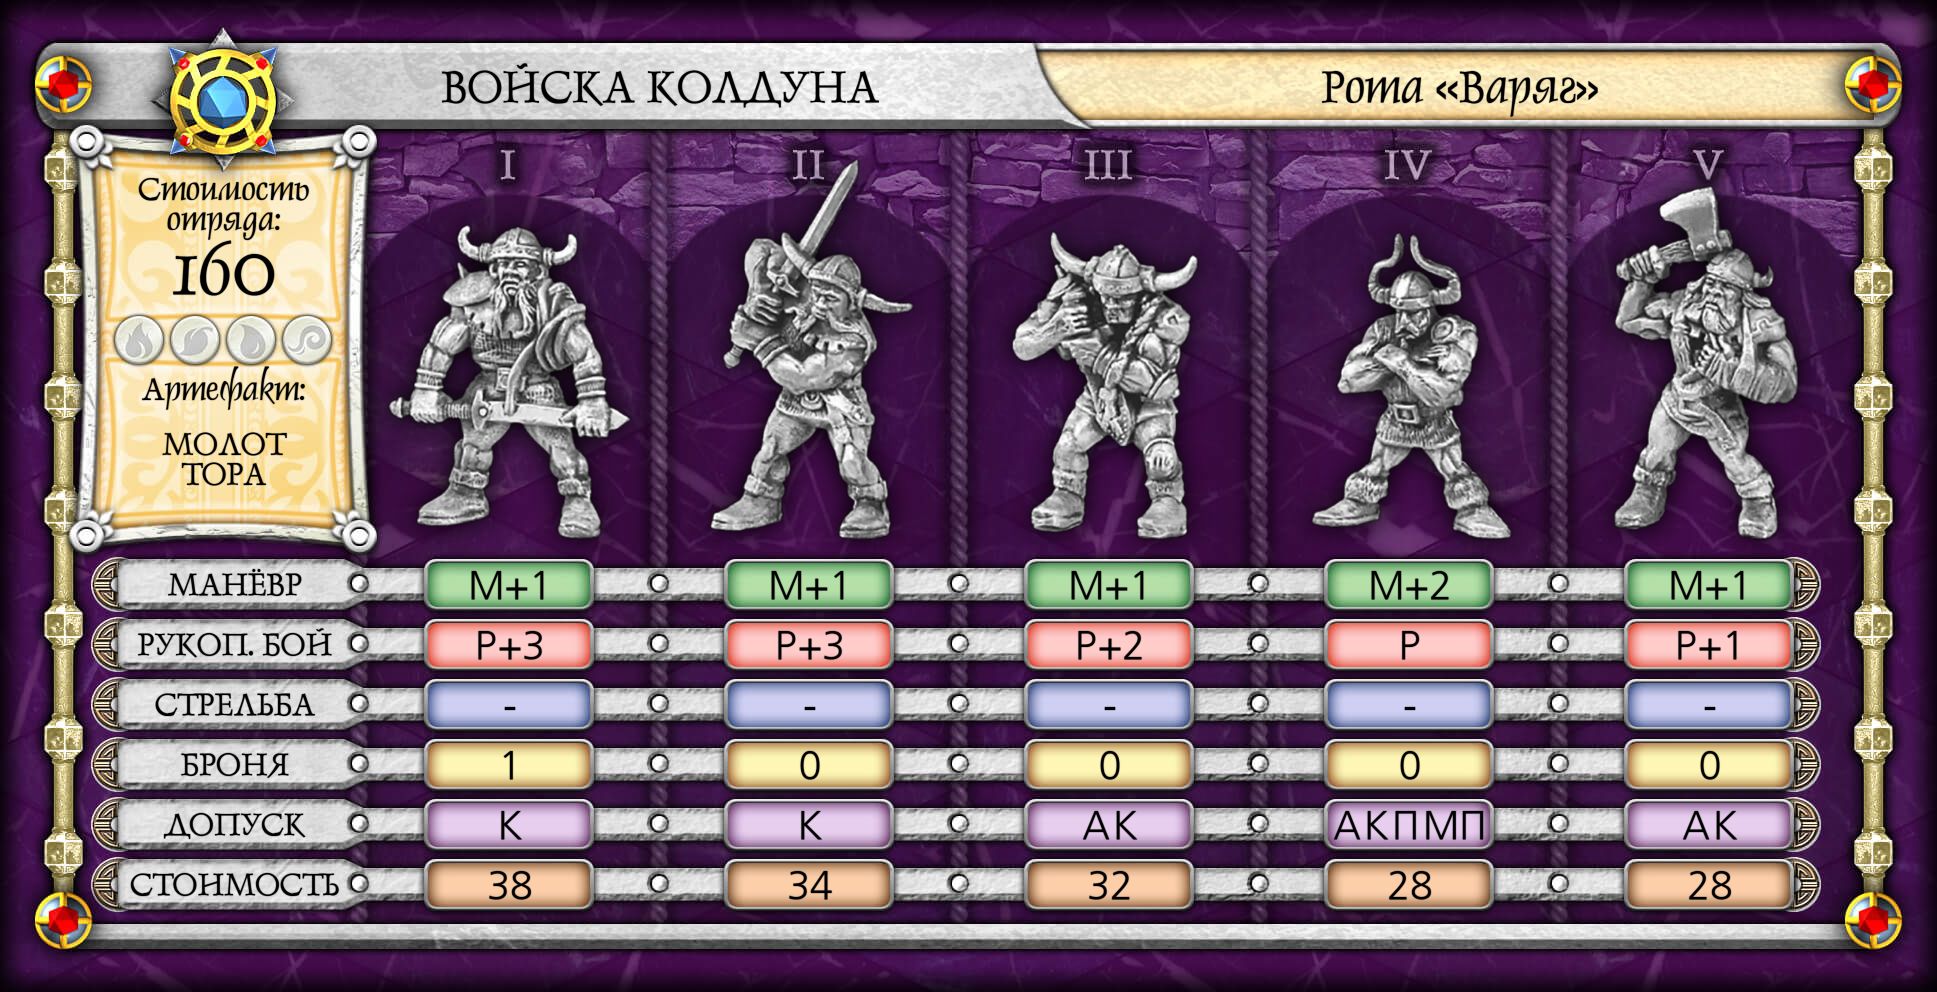 ВОЙСКА КОЛДУНА
Рота «Варяг»
Стоимость
отряда:
160
Артефакт:
МОЛОТ
ТОРА
I II III IV V
МАНЁВР М+1 М+1 М+1 М+2 М+1
РУКОП. БОЙ Р+3 Р+3 Р+2 Р Р+1
СТРЕЛЬБА - - - - -
БРОНЯ 1 0 0 0 0
ДОПУСК К К АК АКПМП АК
СТОИМОСТЬ 38 34 32 28 28